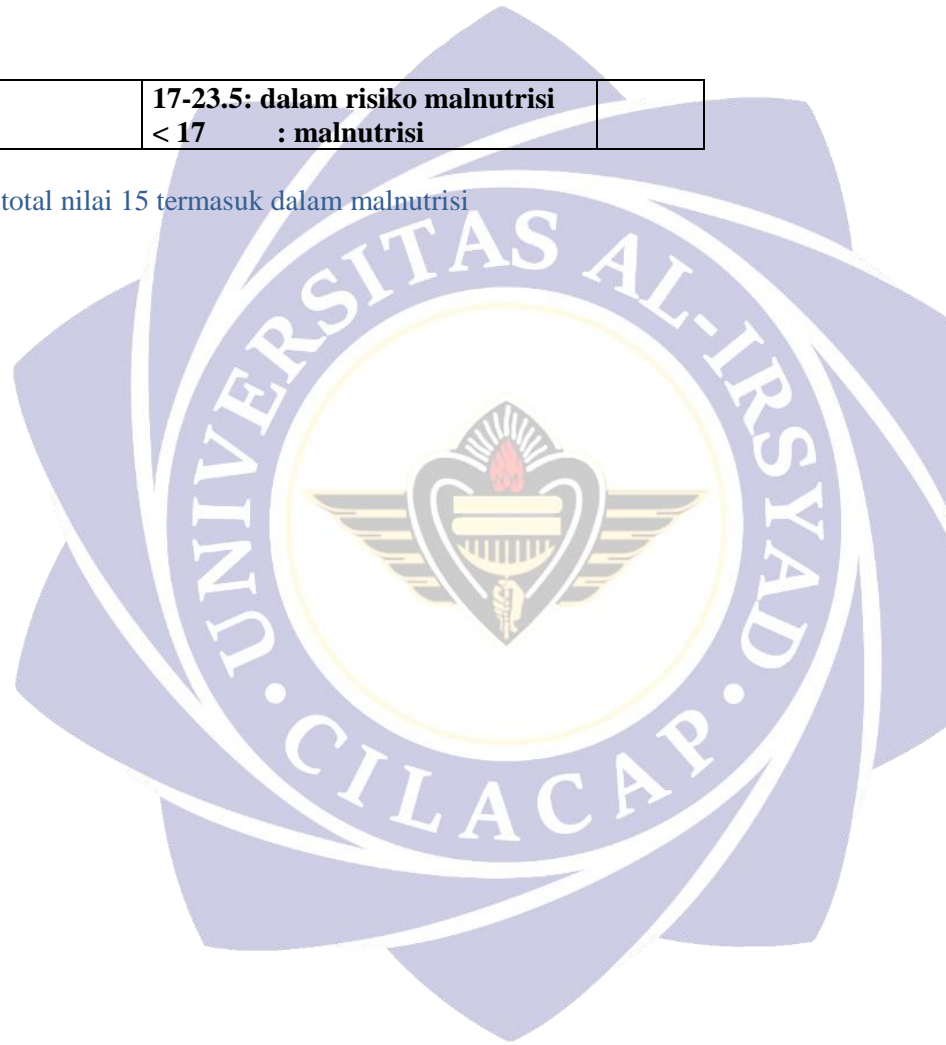 17-23.5: dalam risiko malnutrisi
< 17 : malnutrisi
total nilai 15 termasuk dalam malnutrisi
UNIVERSITAS AL-IRSYAD
CILACAP